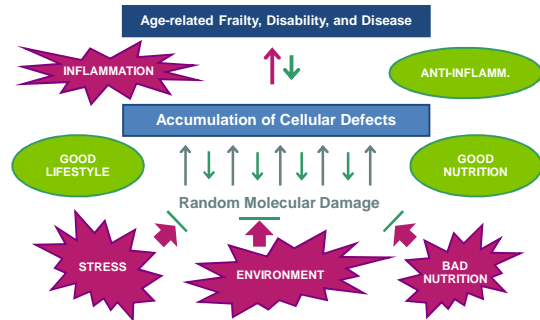 Age-related Frailty, Disability, and Disease
INFLAMMATION
ANTI-INFLAMM.
Accumulation of Cellular Defects
GOOD
LIFESTYLE
GOOD
NUTRITION
Random Molecular Damage
STRESS
ENVIRONMENT
BAD
NUTRITION